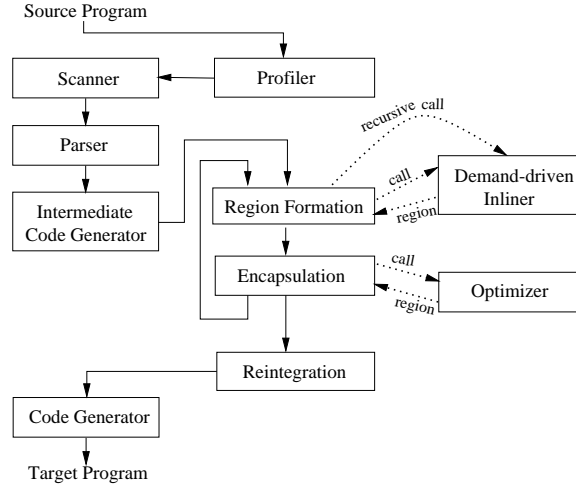 Source Program
Scanner
Profiler
Parser
recursive call
Intermediate
Code Generator
call
Region Formation
region
Demand-driven
Inliner
Encapsulation
call
region
Optimizer
Reintegration
Code Generator
Target Program